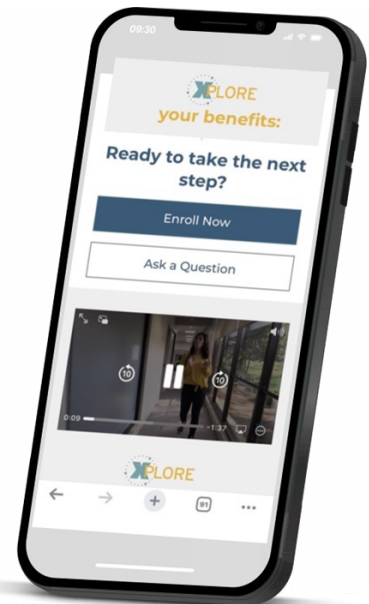 09:30
XPLORE
your benefits:
Ready to take the next
step?
Enroll Now
Ask a Question
10
10
0:09
-1:37
XPLORE
91